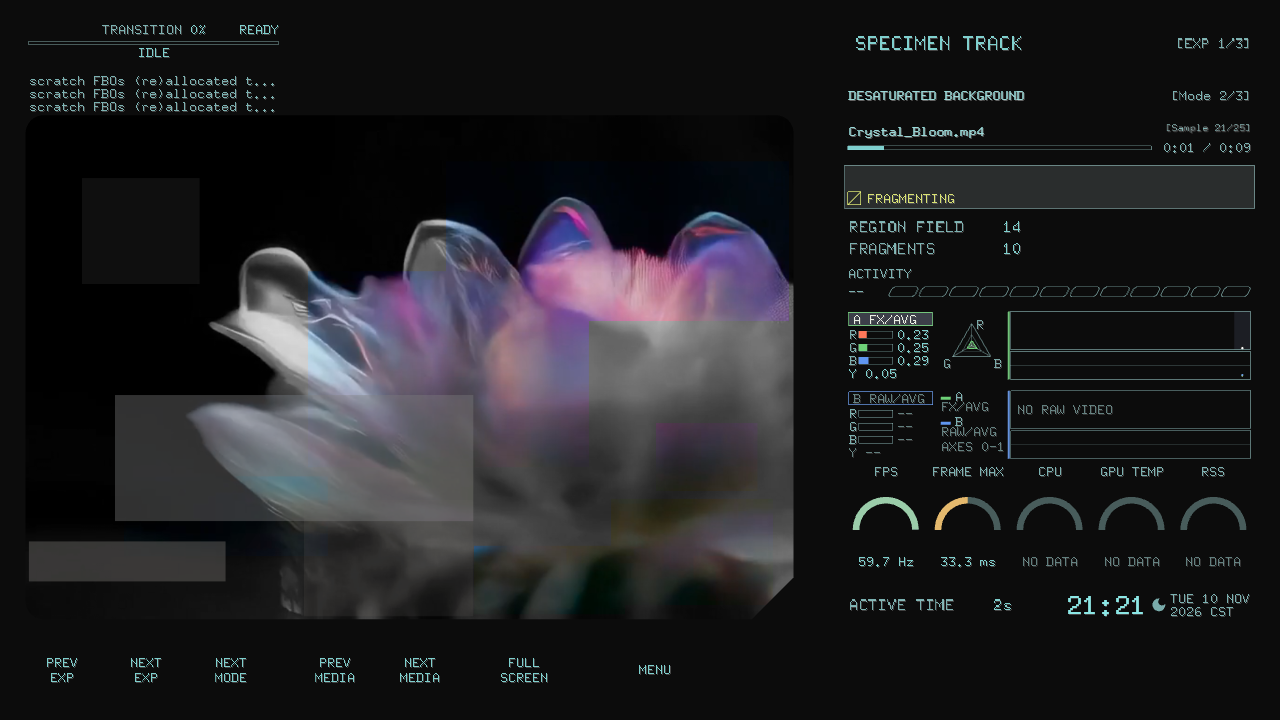 TRANSITION 0% READY
IDLE
scratch FBOs (re)allocated t...
scratch FBOs (re)allocated t...
scratch FBOs (re)allocated t...
SPECIMEN TRACK [EXP 1/3]
DESATURATED BACKGROUND [Mode 2/3]
Crystal_Bloom.mp4 [Sample 21/25]
0:01 / 0:09
FRAGMENTING
REGION FIELD 14
FRAGMENTS 10
ACTIVITY
--
A FX/AVG
R 0.23
G 0.25
B 0.29
Y 0.05
R
G B
B RAW/AVG
R --
G --
B --
Y --
A
FX/AVG
B
RAW/AVG
AXES 0-1
NO RAW VIDEO
FPS FRAME MAX CPU GPU TEMP RSS
59.7 Hz 33.3 ms NO DATA NO DATA NO DATA
ACTIVE TIME 2s
21:21
TUE 10 NOV
2026 CST
PREV EXP
NEXT EXP
NEXT MODE
PREV MEDIA
NEXT MEDIA
FULL SCREEN
MENU